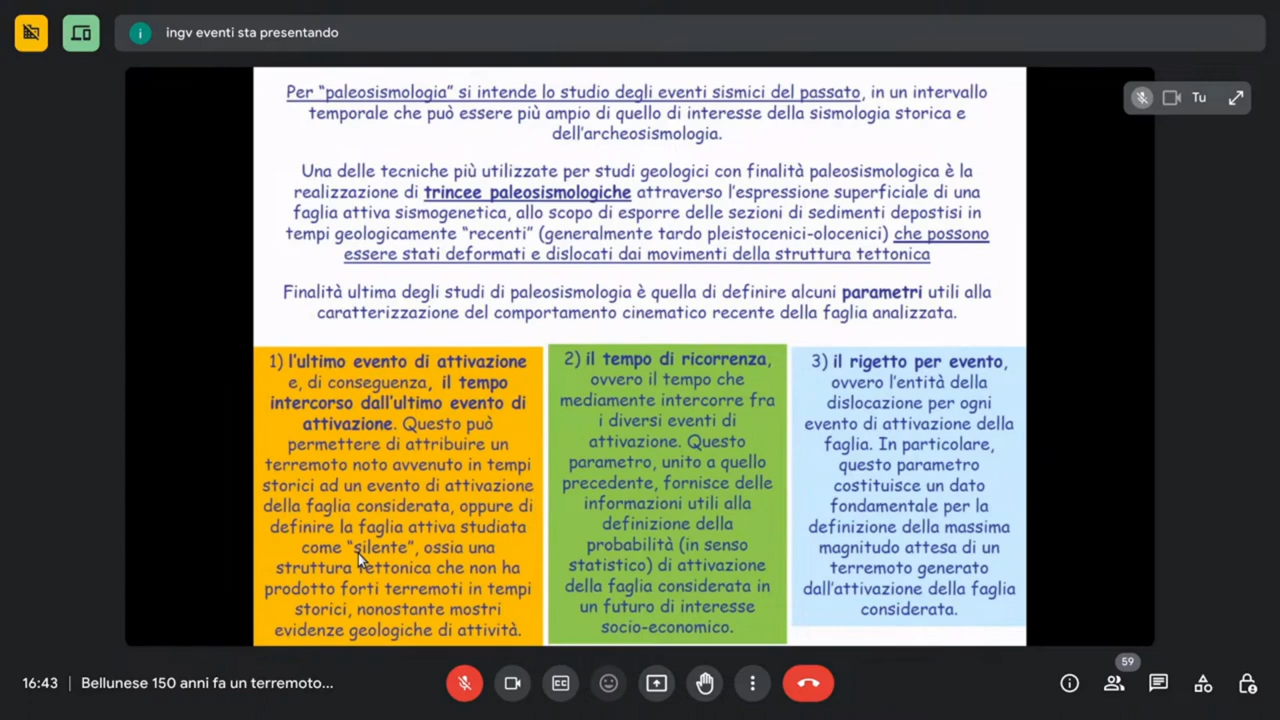 ingv eventi sta presentando
Tu
Per “paleosismologia” si intende lo studio degli eventi sismici del passato, in un intervallo
temporale che può essere più ampio di quello di interesse della sismologia storica e
dell’archeosismologia.
Una delle tecniche più utilizzate per studi geologici con finalità paleosismologica è la
realizzazione di trincee paleosismologiche attraverso l’espressione superficiale di una
faglia attiva sismogenetica, allo scopo di esporre delle sezioni di sedimenti depostisi in
tempi geologicamente “recenti” (generalmente tardo pleistocenici-olocenici) che possono
essere stati deformati e dislocati dai movimenti della struttura tettonica
Finalità ultima degli studi di paleosismologia è quella di definire alcuni parametri utili alla
caratterizzazione del comportamento cinematico recente della faglia analizzata.
1) l’ultimo evento di attivazione
e, di conseguenza, il tempo
intercorso dall’ultimo evento di
attivazione. Questo può
permettere di attribuire un
terremoto noto avvenuto in tempi
storici ad un evento di attivazione
della faglia considerata, oppure di
definire la faglia attiva studiata
come “silente”, ossia una
struttura tettonica che non ha
prodotto forti terremoti in tempi
storici, nonostante mostri
evidenze geologiche di attività.
2) il tempo di ricorrenza,
ovvero il tempo che
mediamente intercorre fra
i diversi eventi di
attivazione. Questo
parametro, unito a quello
precedente, fornisce delle
informazioni utili alla
definizione della
probabilità (in senso
statistico) di attivazione
della faglia considerata in
un futuro di interesse
socio-economico.
3) il rigetto per evento,
ovvero l’entità della
dislocazione per ogni
evento di attivazione della
faglia. In particolare,
questo parametro
costituisce un dato
fondamentale per la
definizione della massima
magnitudo attesa di un
terremoto generato
dall’attivazione della faglia
considerata.
16:43 | Bellunese 150 anni fa un terremoto...
59